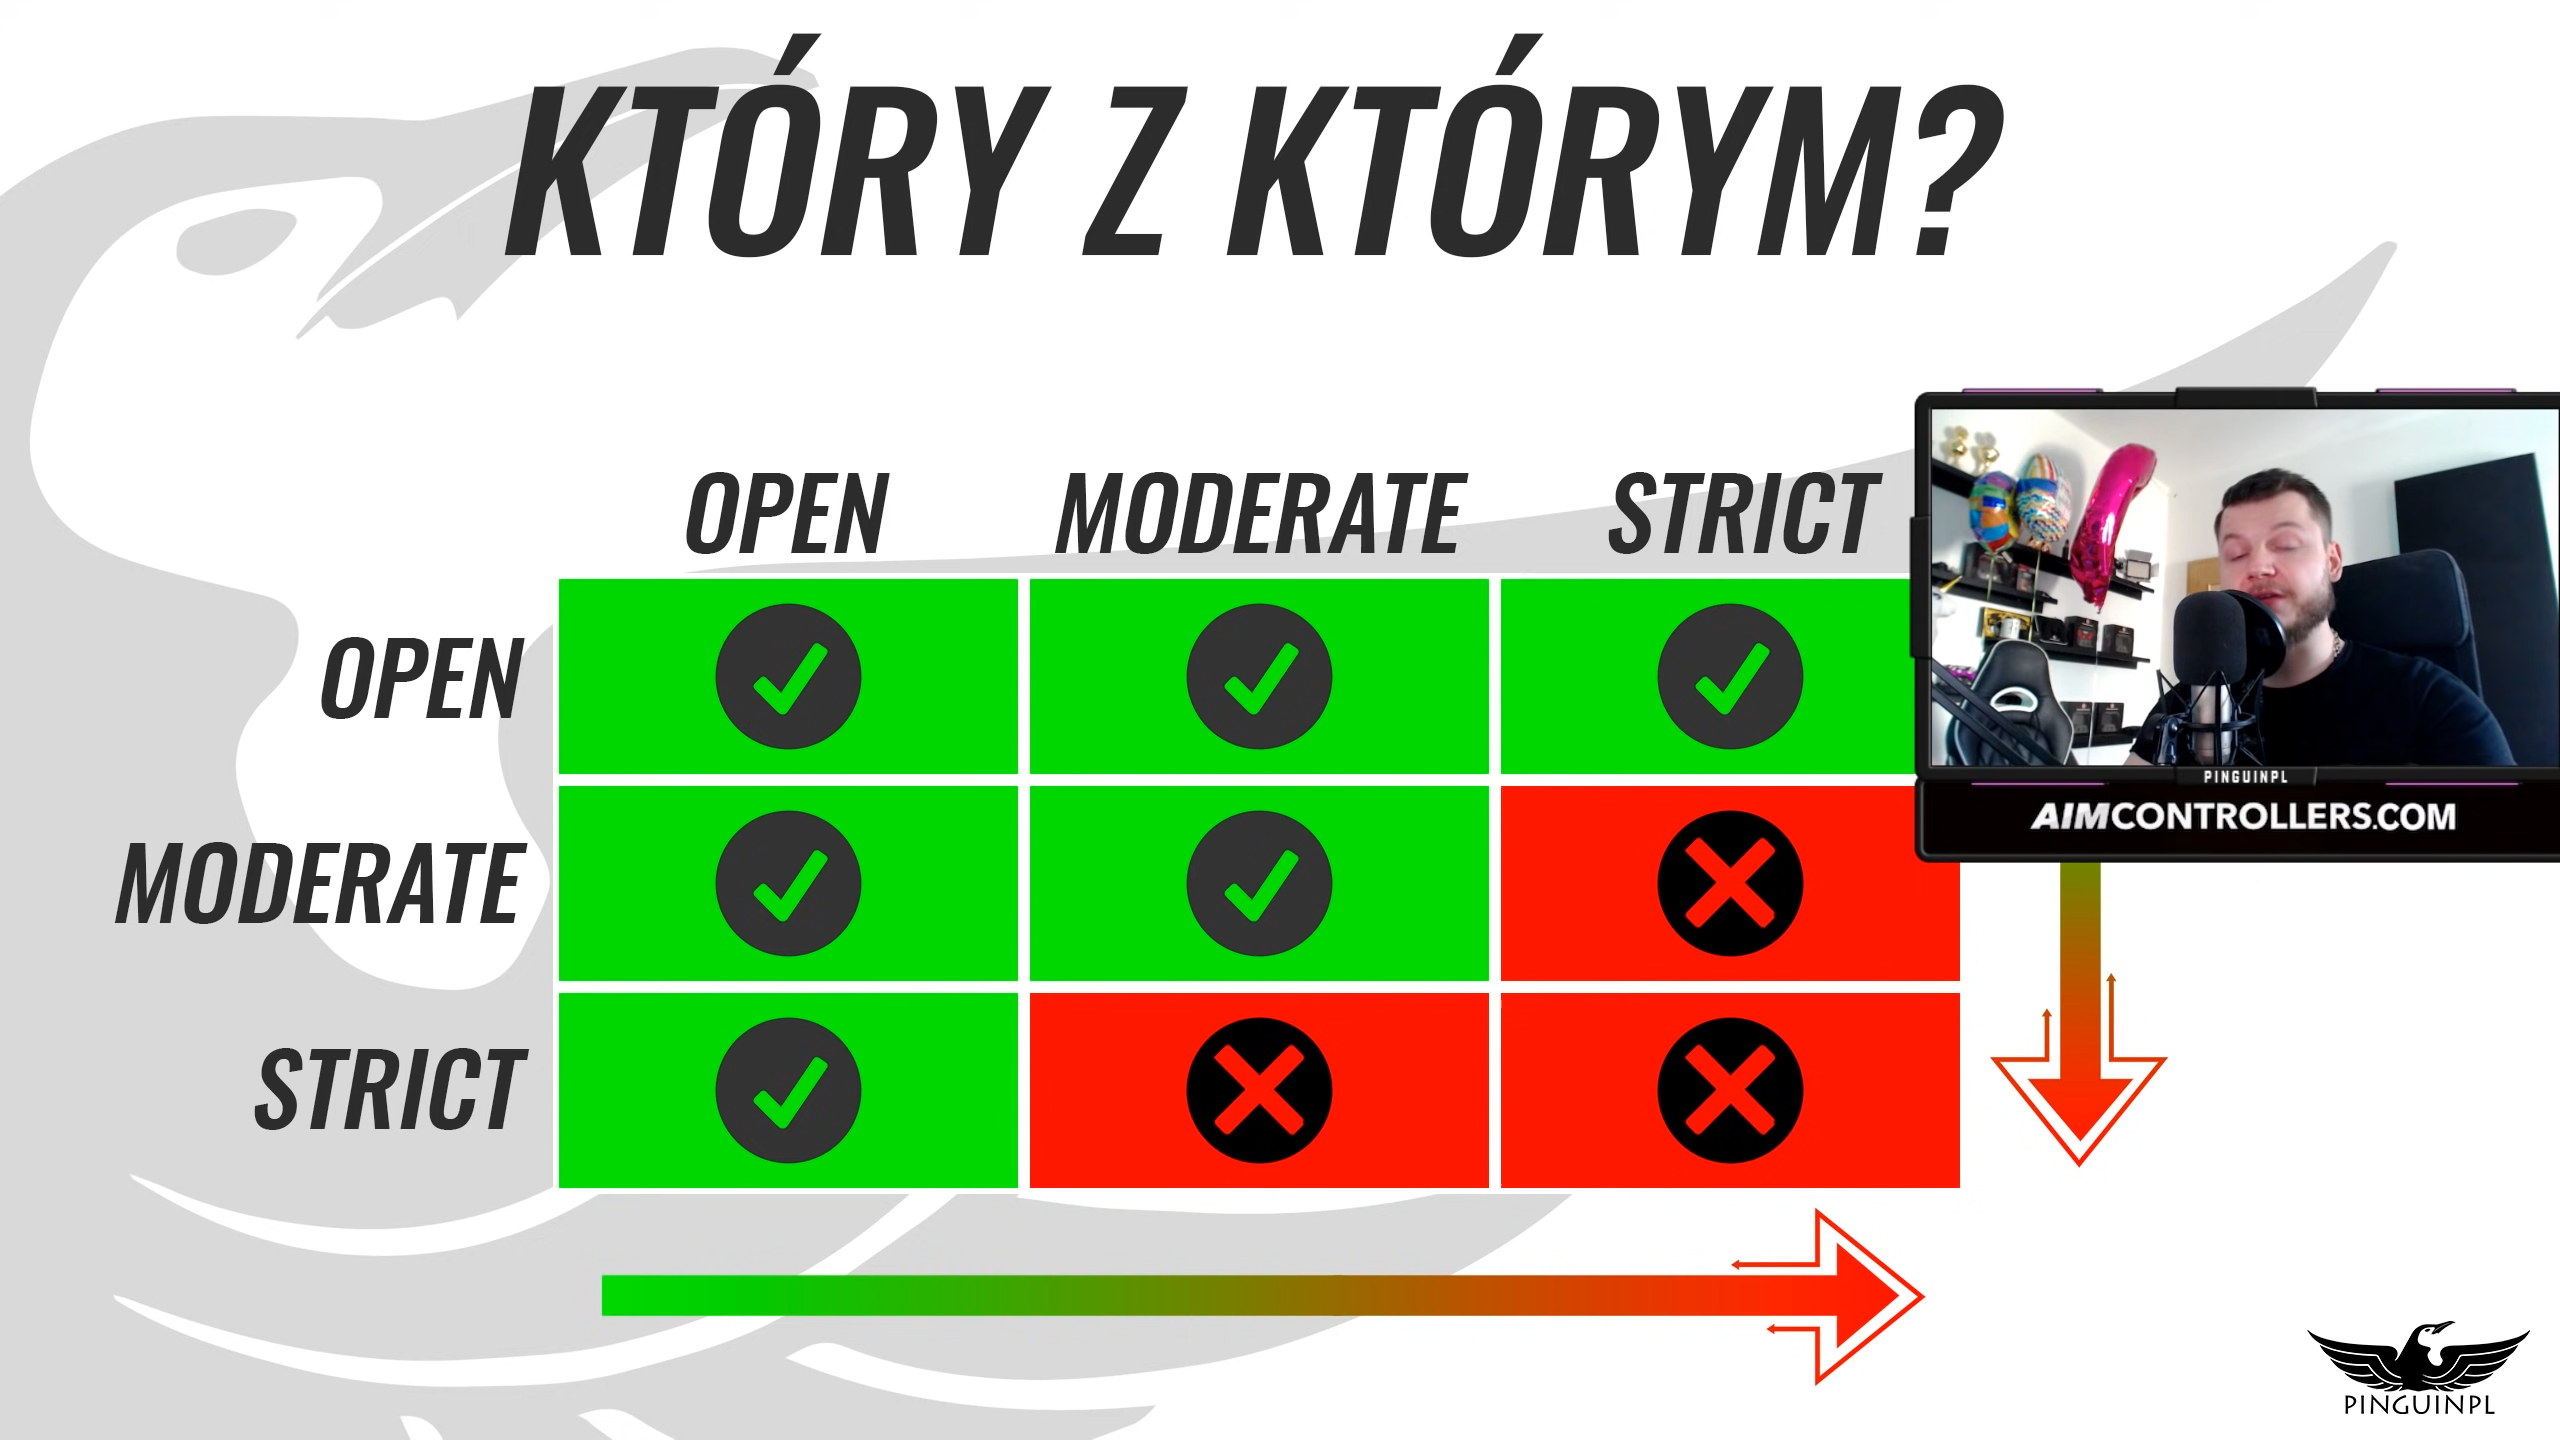 KTÓRY Z KTÓRYM?
OPEN MODERATE STRICT
OPEN
MODERATE
STRICT
PINGUINPL
AIMCONTROLLERS.COM
PINGUINPL